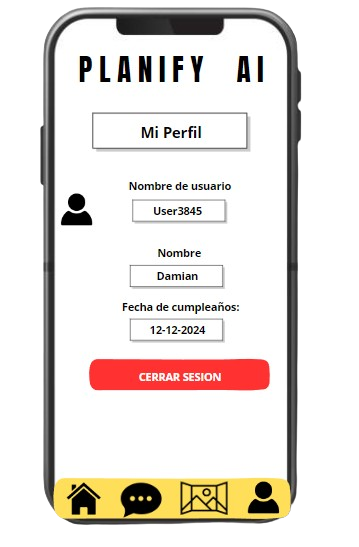 PLANIFY AI
Mi Perfil
Nombre de usuario
User3845
Nombre
Damian
Fecha de cumpleaños:
12-12-2024
CERRAR SESION